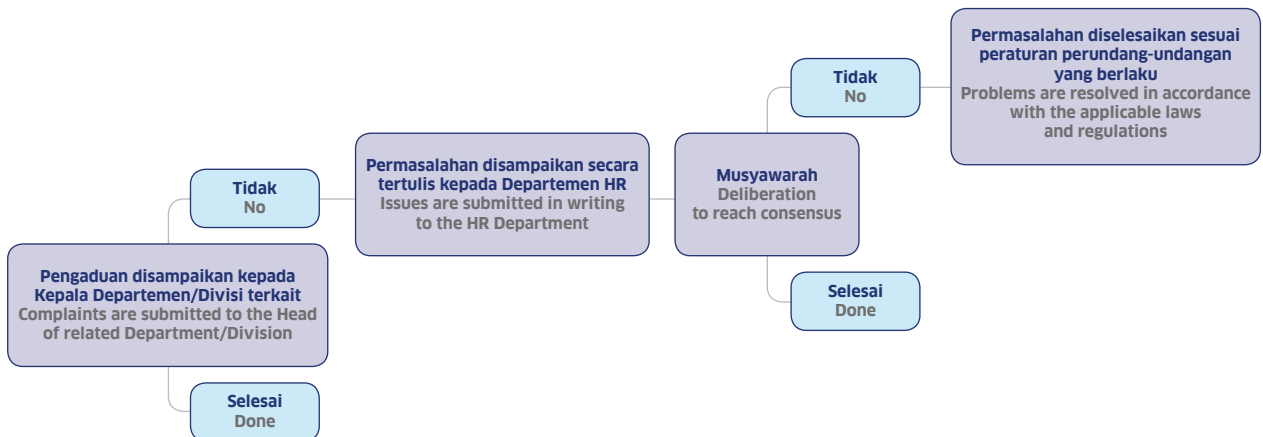 Pengaduan disampaikan kepada
Kepala Departemen/Divisi terkait
Complaints are submitted to the Head
of related Department/Division
Tidak
No
Selesai
Done
Permasalahan disampaikan secara
tertulis kepada Departemen HR
Issues are submitted in writing
to the HR Department
Musyawarah
Deliberation
to reach consensus
Tidak
No
Selesai
Done
Permasalahan diselesaikan sesuai
peraturan perundang-undangan
yang berlaku
Problems are resolved in accordance
with the applicable laws
and regulations